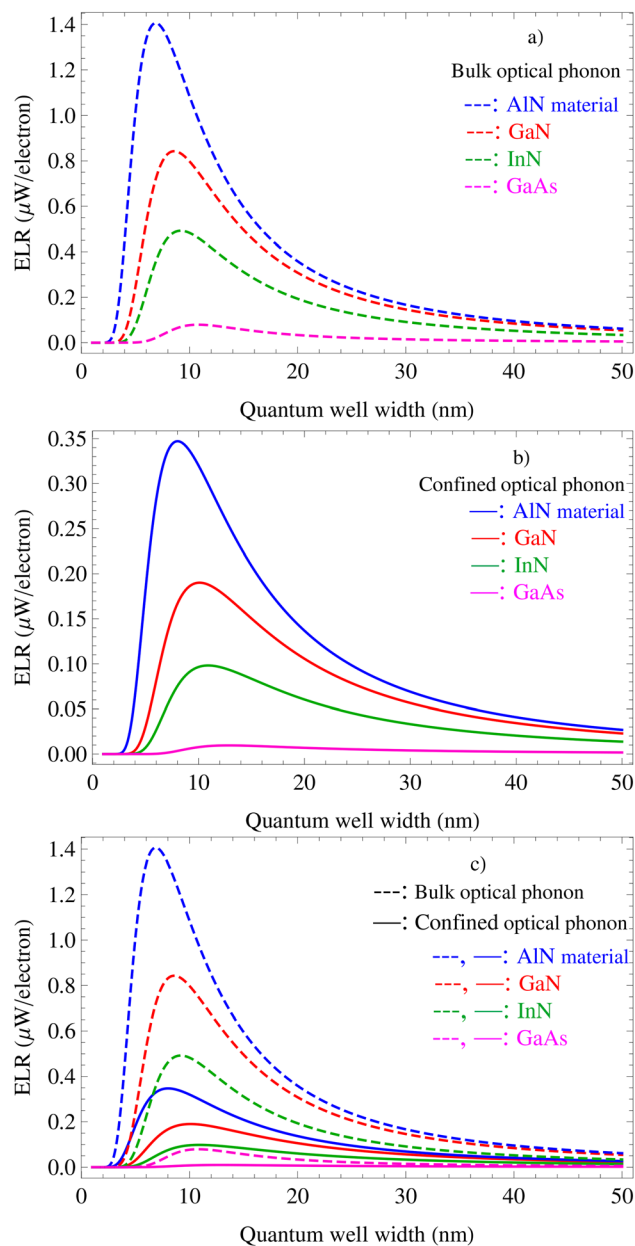 a)
Bulk optical phonon
AlN material
GaN
InN
GaAs
ELR (μW/electron)
1.4
1.2
1.0
0.8
0.6
0.4
0.2
0.0
0 10 20 30 40 50
Quantum well width (nm)
b)
Confined optical phonon
: AlN material
: GaN
: InN
: GaAs
ELR (μW/electron)
0.35
0.30
0.25
0.20
0.15
0.10
0.05
0.00
0 10 20 30 40 50
Quantum well width (nm)
c)
: Bulk optical phonon
: Confined optical phonon
, : AlN material
, : GaN
, : InN
, : GaAs
ELR (μW/electron)
1.4
1.2
1.0
0.8
0.6
0.4
0.2
0.0
0 10 20 30 40 50
Quantum well width (nm)